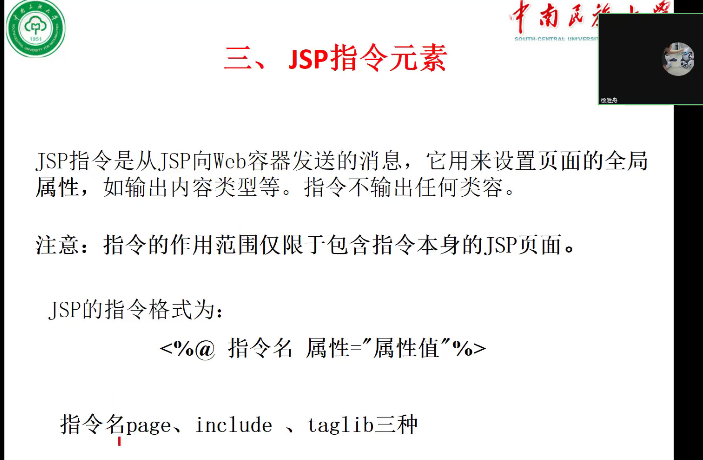 中南民族大学
SOUTH-CENTRAL UNIVERS
三、 JSP指令元素
JSP指令是从JSP向Web容器发送的消息，它用来设置页面的全局
属性，如输出内容类型等。指令不输出任何类容。
注意：指令的作用范围仅限于包含指令本身的JSP页面。
JSP的指令格式为：
<%@ 指令名 属性="属性值"%>
指令名page、include 、taglib三种